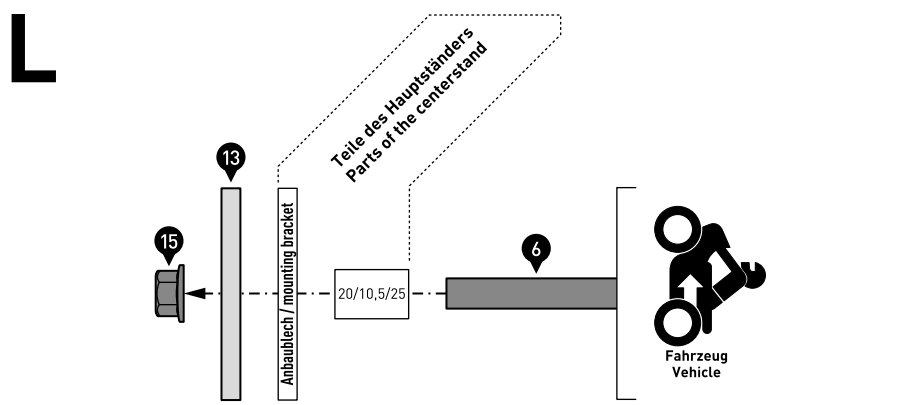 L
Teile des Hauptständers
Parts of the centerstand
13
15
Anbaublech / mounting bracket
20/10,5/25
6
Fahrzeug
Vehicle